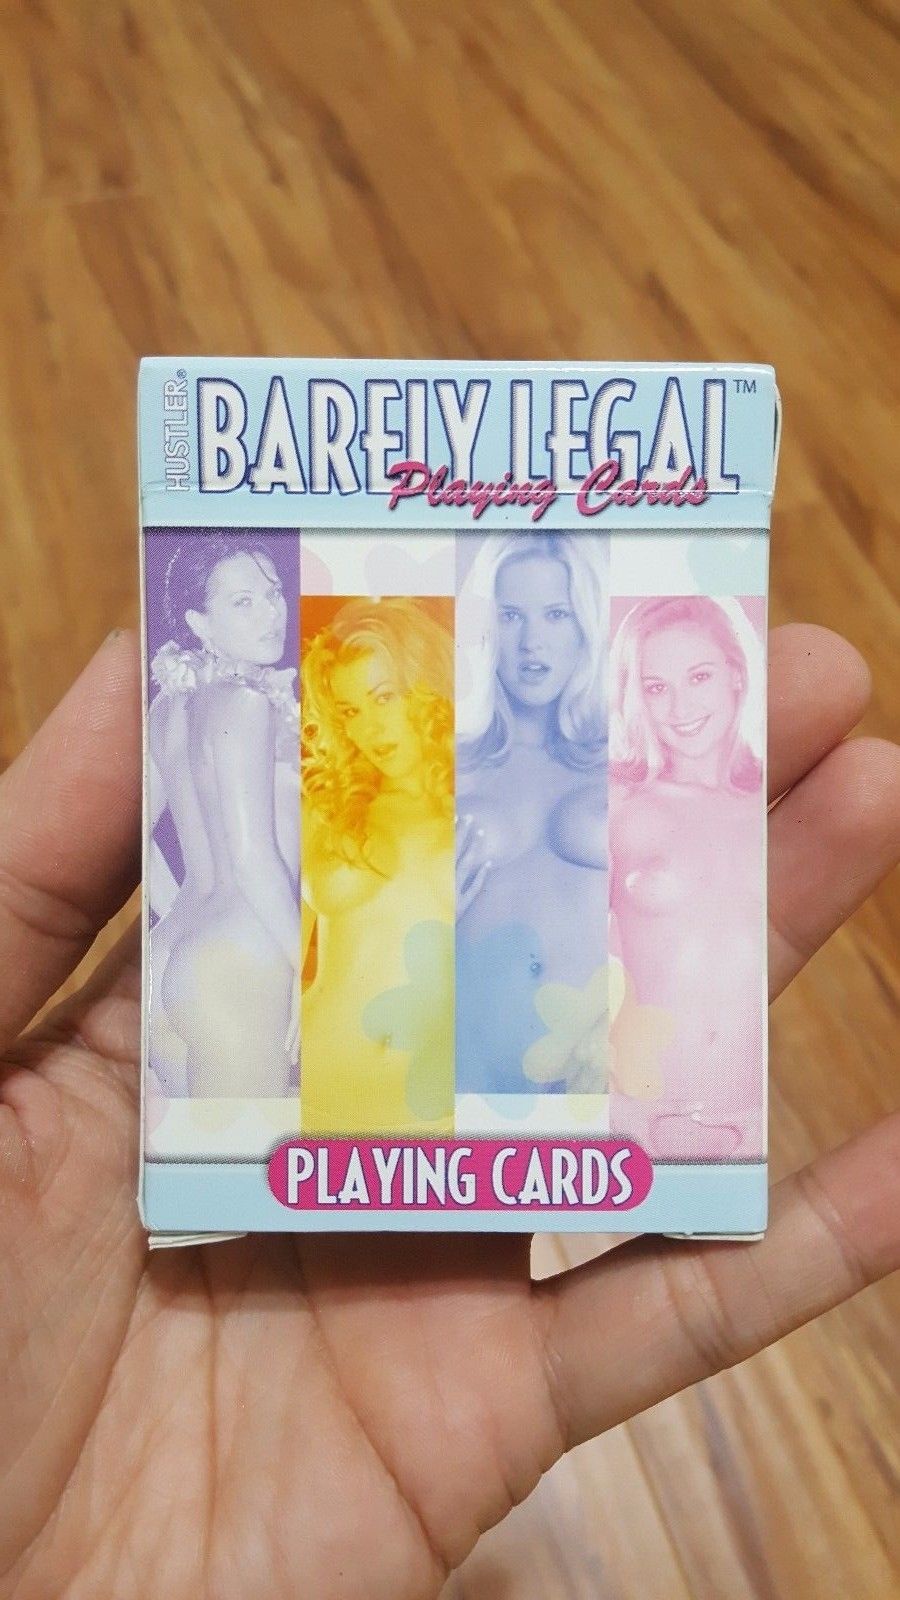 HUSTLER®
BARELY LEGAL™
Playing Cards
PLAYING CARDS